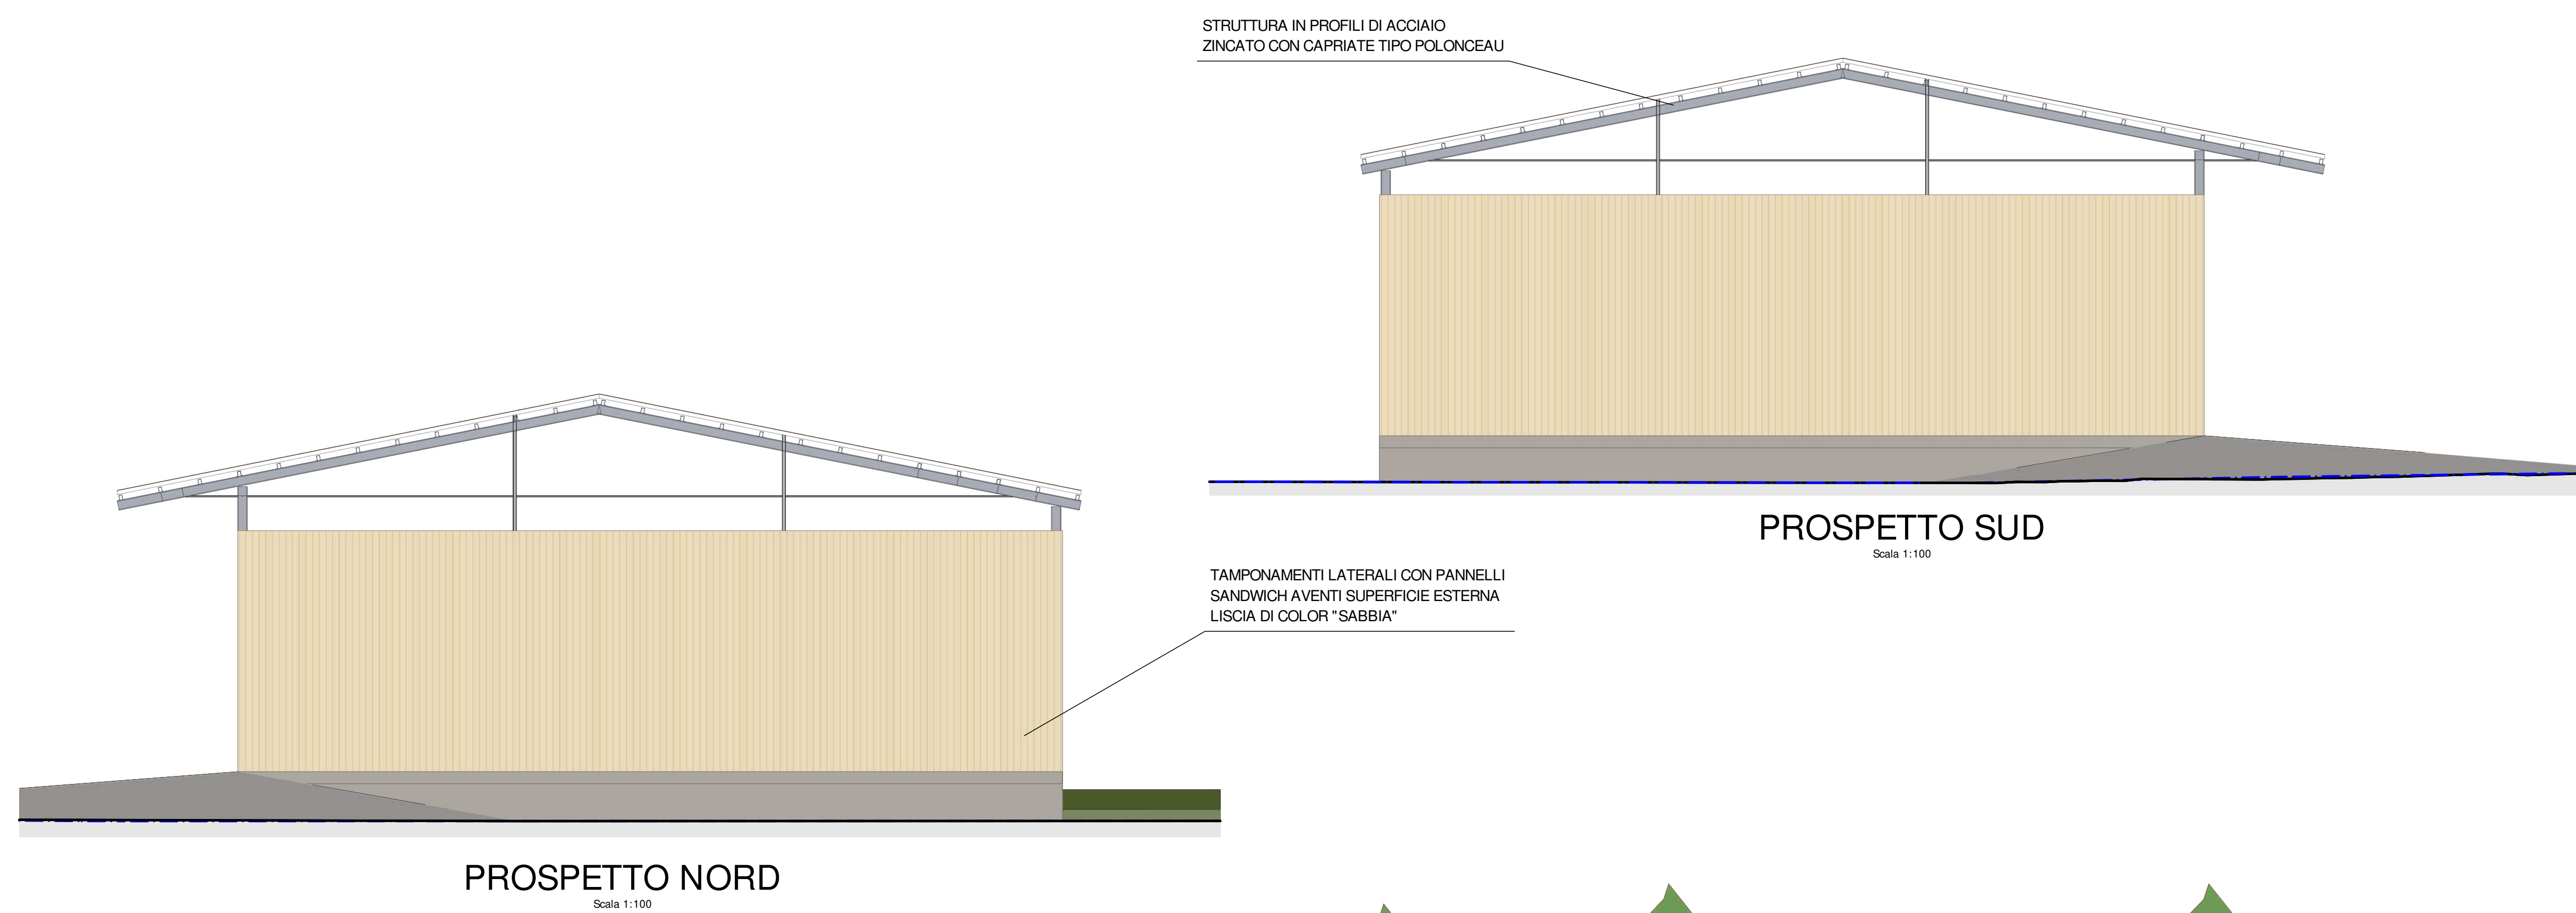 STRUTTURA IN PROFILI DI ACCIAIO
ZINCATO CON CAPRIATE TIPO POLONCEAU
PROSPETTO SUD
Scala 1:100
TAMPONAMENTI LATERALI CON PANNELLI
SANDWICH AVENTI SUPERFICIE ESTERNA
LISCIA DI COLOR "SABBIA"
PROSPETTO NORD
Scala 1:100